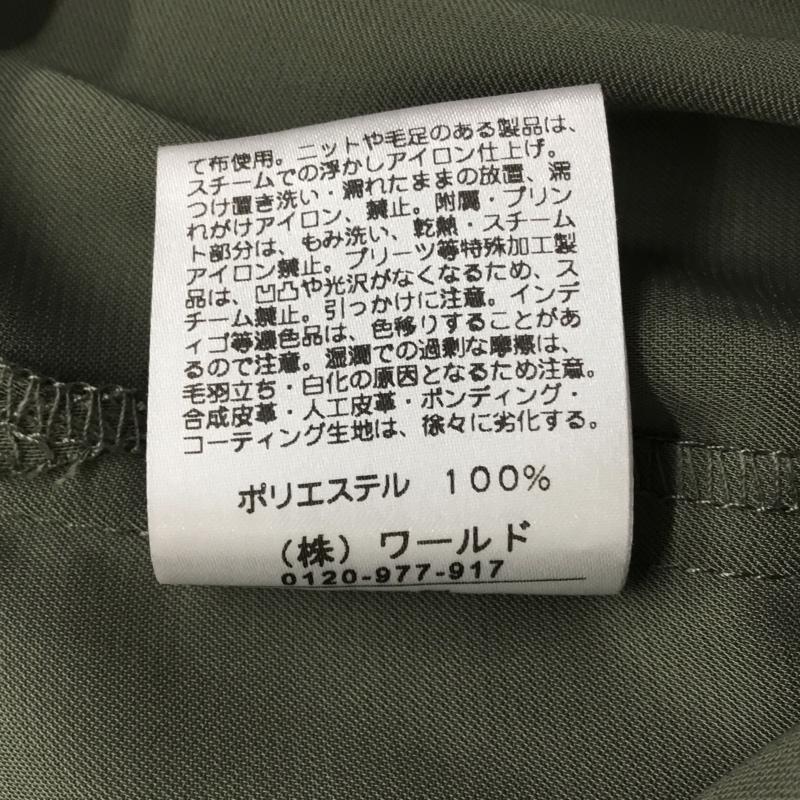 て布使用。ニットや毛足のある製品は、
スチームでの浮かしアイロン仕上げ。
つけ置き洗い・濡れたままの放置、濡
れがけアイロン、禁止。附属・プリン
ト部分は、もみ洗い、乾熱・スチーム
アイロン禁止。プリーツ等特殊加工製
品は、凹凸や光沢がなくなるため、ス
チーム禁止。引っかけに注意。インデ
ィゴ等濃色品は、色移りすることがあ
るので注意。湿潤での過剰な摩擦は、
毛羽立ち・白化の原因となるため注意。
合成皮革・人工皮革・ボンディング・
コーティング生地は、徐々に劣化する。
ポリエステル 100%
(株) ワールド
0120-977-917